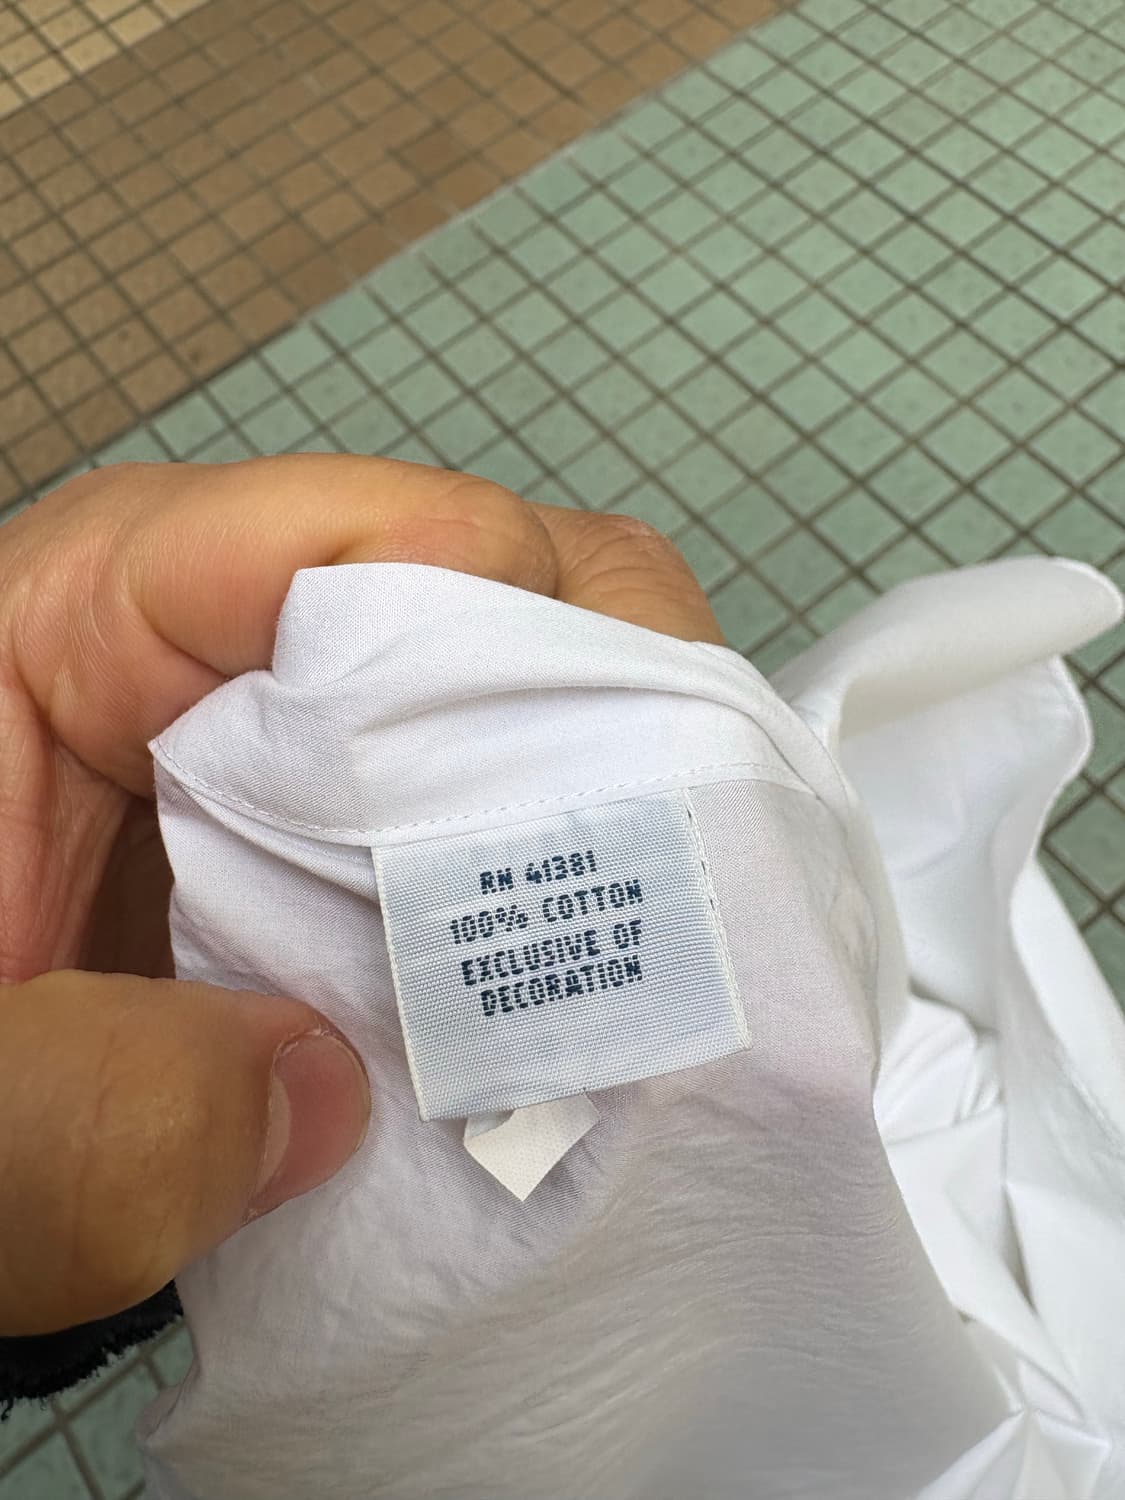 RN 41381
100% COTTON
EXCLUSIVE OF
DECORATION